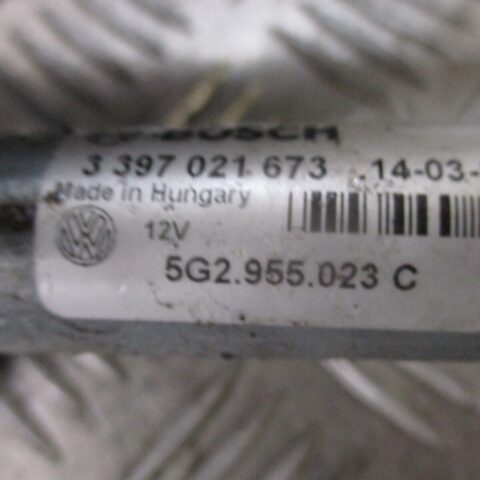 BOSCH
3 397 021 673 .14-03-
Made in Hungary
12V
5G2.955.023 C